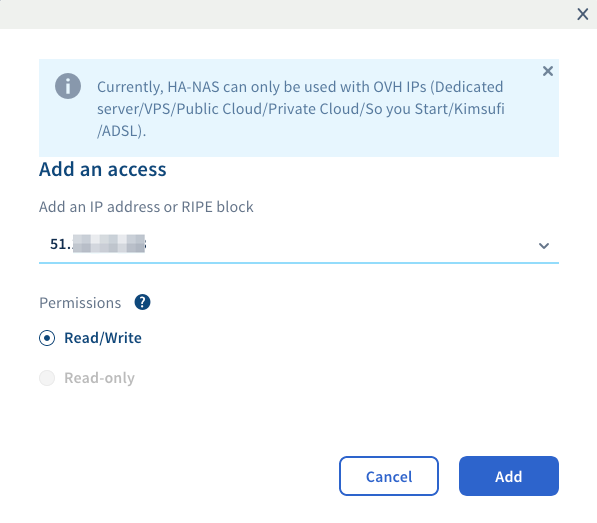 Currently, HA-NAS can only be used with OVH IPs (Dedicated
server/VPS/Public Cloud/Private Cloud/So you Start/Kimsufi
/ADSL).
Add an access
Add an IP address or RIPE block
51.
Permissions ?
Read/Write
Read-only
Cancel
Add